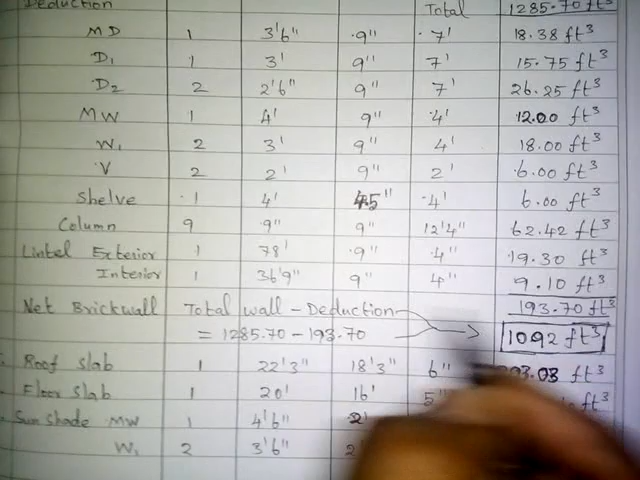 Deduction Total 1285.70 ft³
MD 1 3'6" .9" .7' 18.38 ft³
D₁ 1 3' 9" 7' 15.75 ft³
D₂ 2 2'6" 9" 7' 26.25 ft³
MW 1 4' 9" .4' 12.00 ft³
W₁ 2 3' 9" 4' 18.00 ft³
V 2 2' 9" 2' 6.00 ft³
Shelve 1 4' 4.5" .4' 6.00 ft³
Column 9 .9" 9" 12'4" 62.42 ft³
Lintel Exterior 1 78' .9" .4" 19.30 ft³
Interior 1 36'9" 9" 4" 9.10 ft³
Net Brickwall Total wall - Deduction 193.70 ft³
= 1285.70 - 193.70 1092 ft³
Roof Slab 1 22'3" 18'3" 6" 03 ft³
Floor Slab 1 20' 16' 5" ft³
Sun Shade MW 1 4'6" 2'
W₁ 2 3'6" 2'